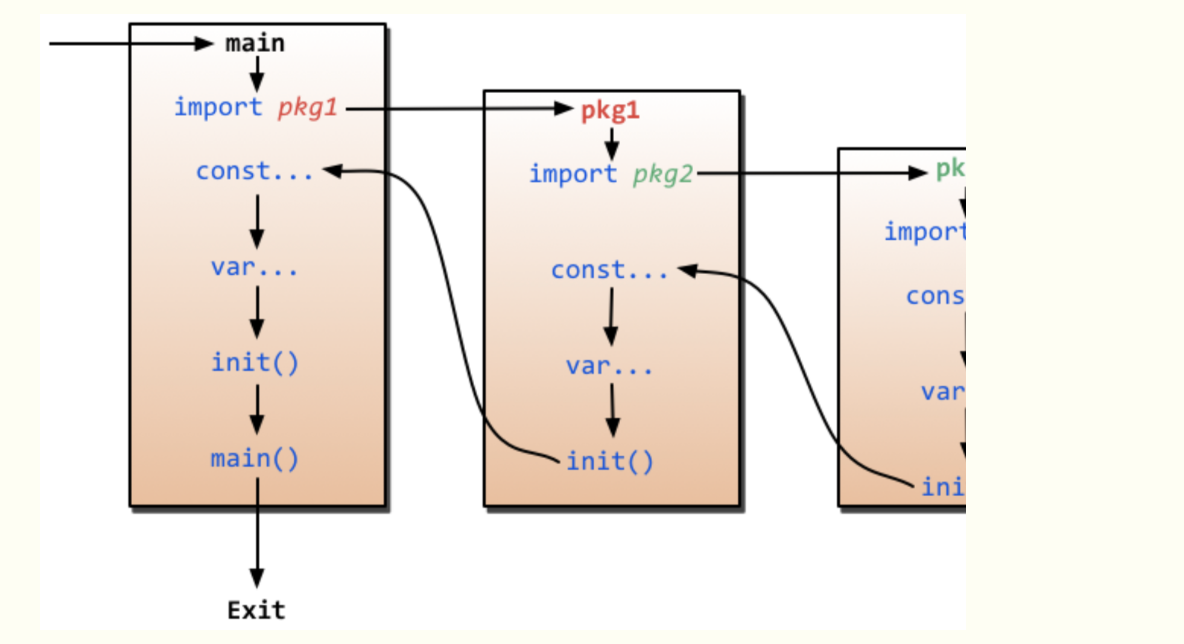 main
import pkg1
const...
var...
init()
main()
Exit
pkg1
import pkg2
const...
var...
init()
pk
import
cons
var
ini